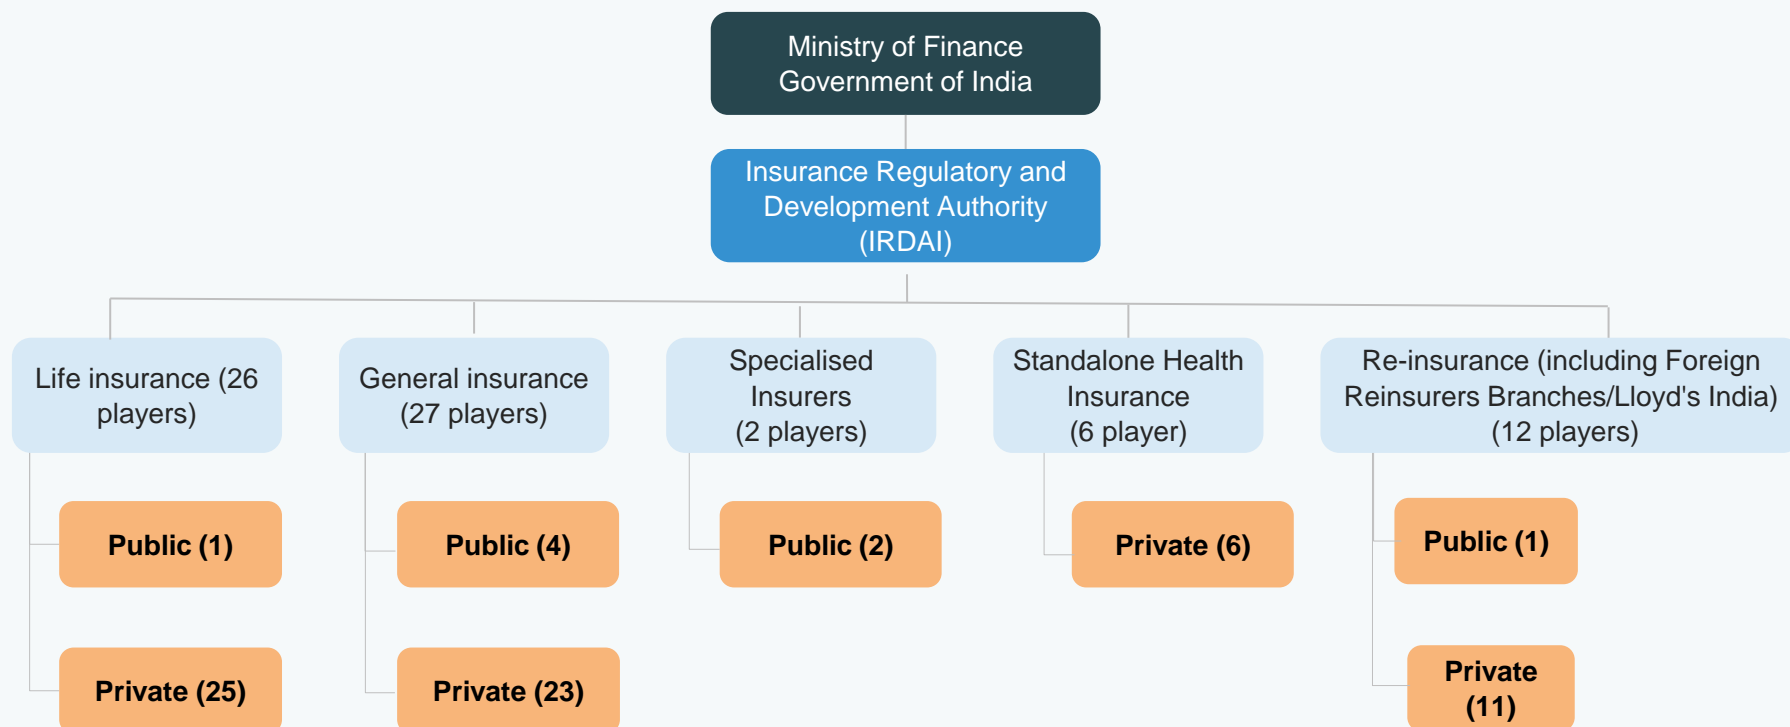 Ministry of Finance
Government of India
Insurance Regulatory and
Development Authority
(IRDAI)
Life insurance (26
players)
General insurance
(27 players)
Specialised
Insurers
(2 players)
Standalone Health
Insurance
(6 player)
Re-insurance (including Foreign
Reinsurers Branches/Lloyd's India)
(12 players)
Public (1)
Public (4)
Public (2)
Private (6)
Public (1)
Private (25)
Private (23)
Private
(11)